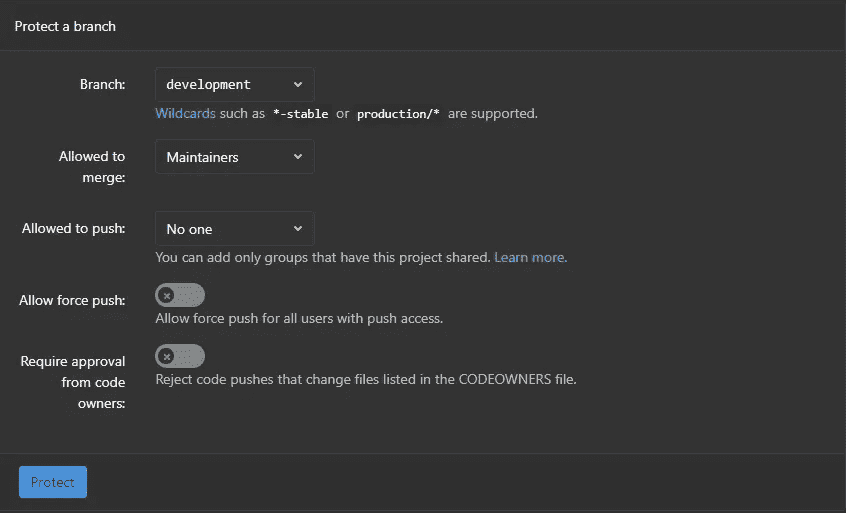 Protect a branch
Branch:
development
Wildcards such as *-stable or production/* are supported.
Allowed to
merge:
Maintainers
Allowed to push:
No one
You can add only groups that have this project shared. Learn more.
Allow force push:
Allow force push for all users with push access.
Require approval
from code
owners:
Reject code pushes that change files listed in the CODEOWNERS file.
Protect